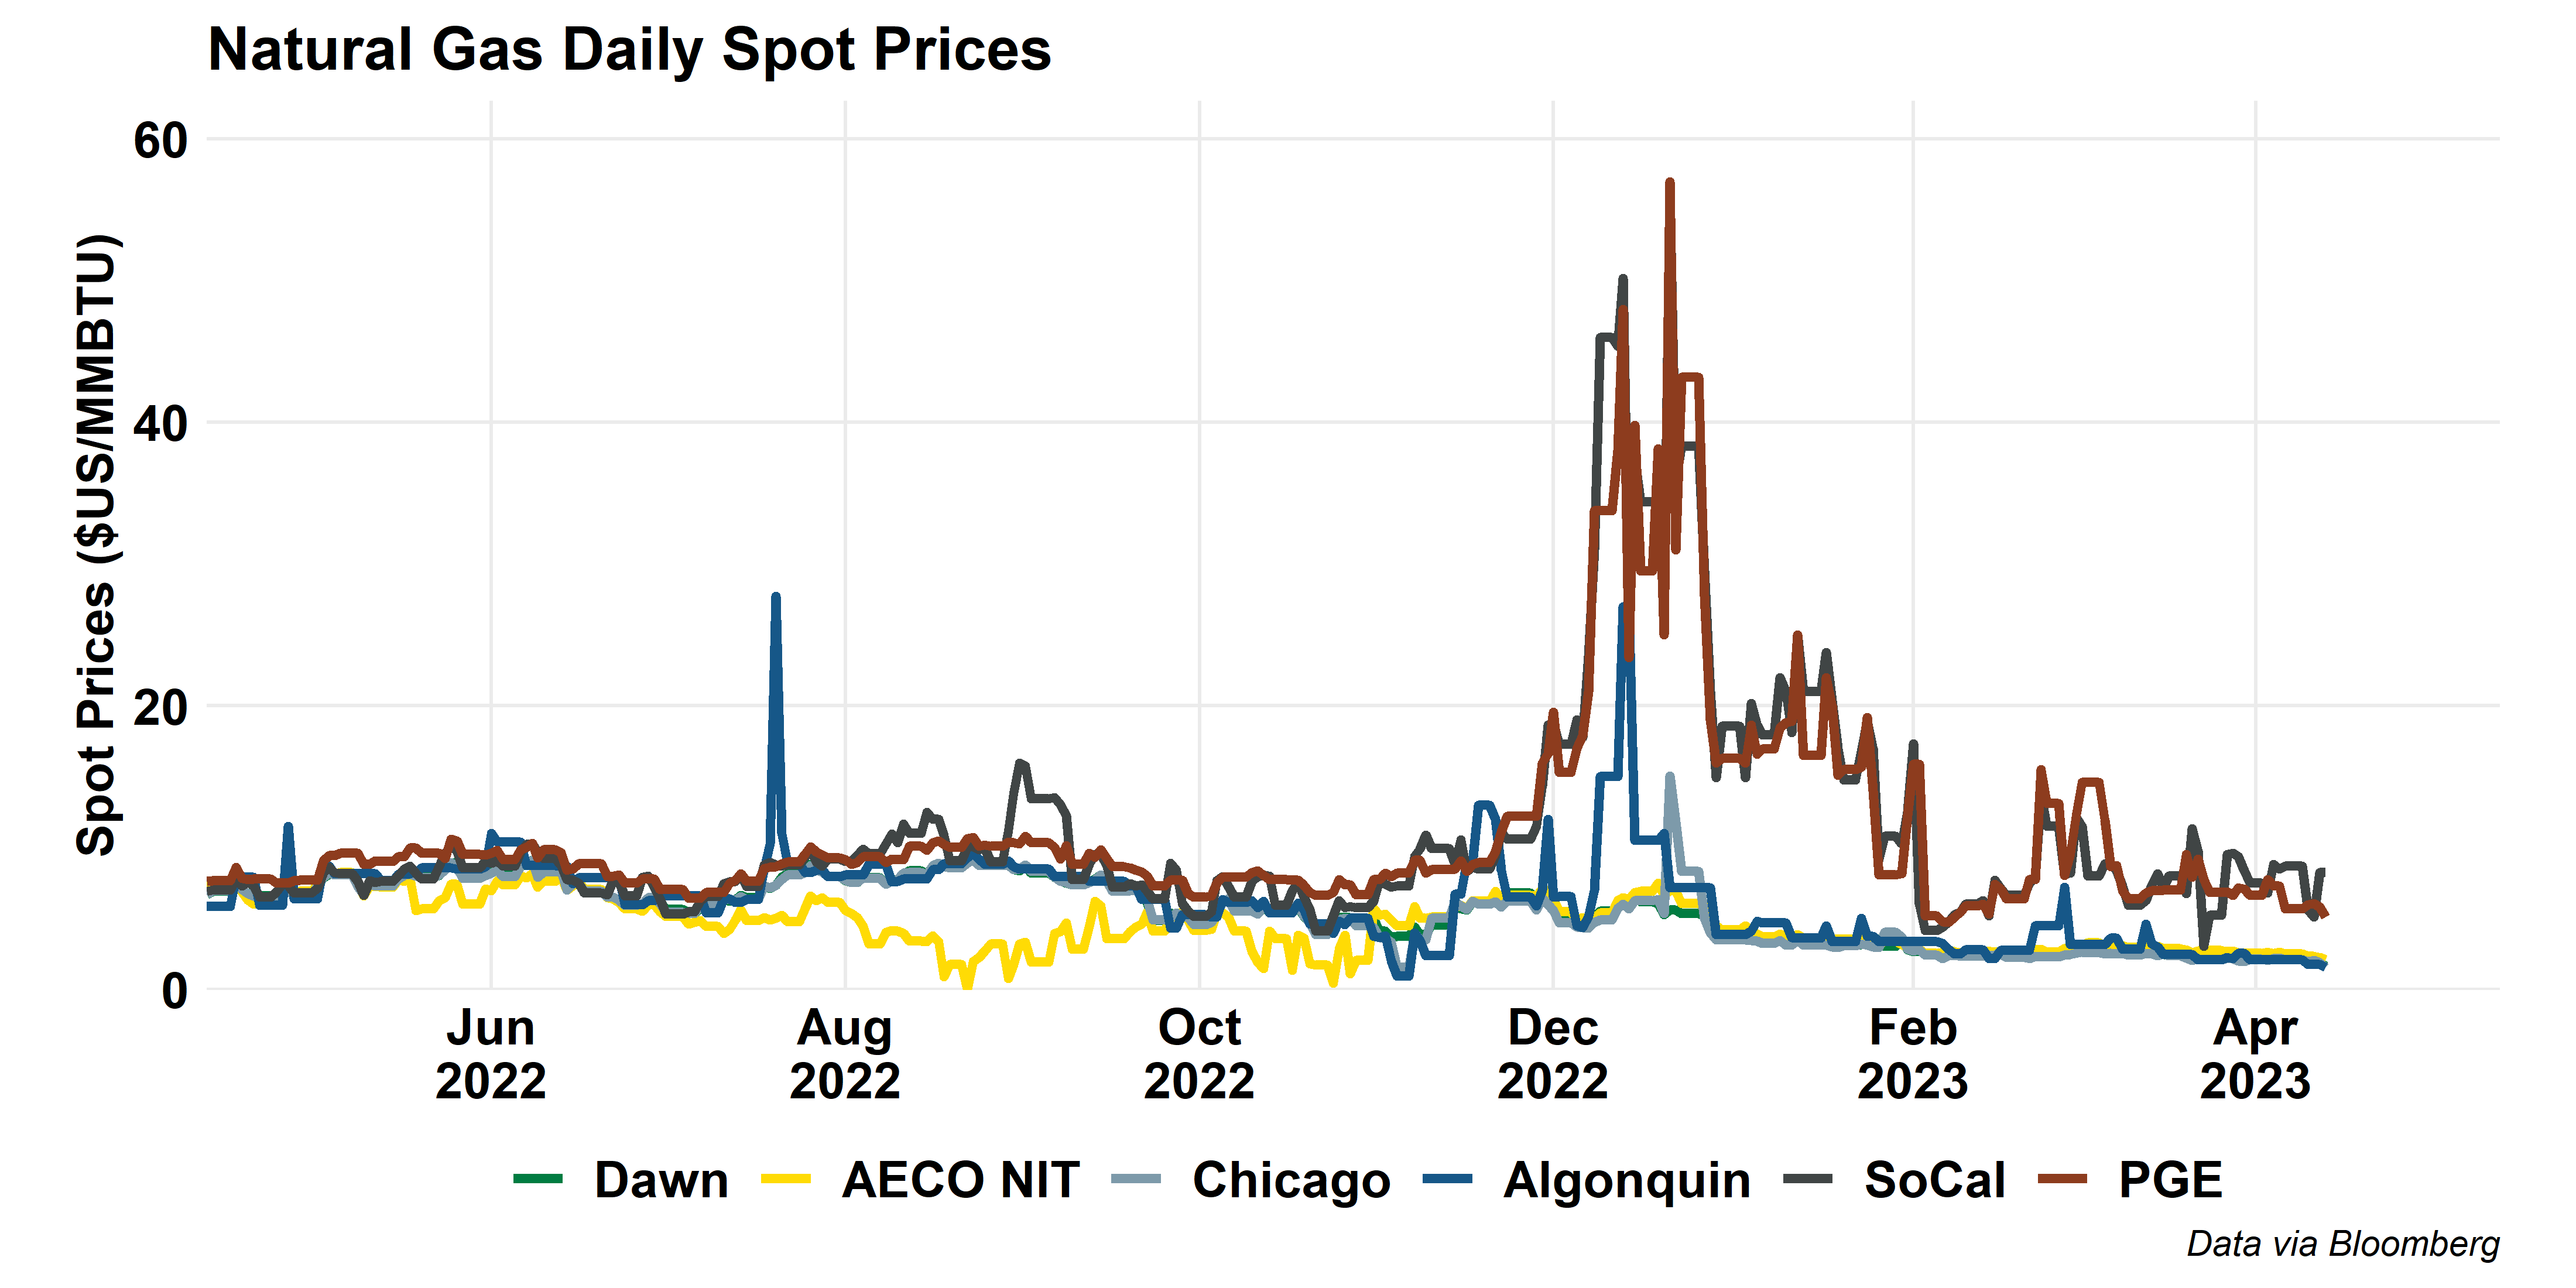 Natural Gas Daily Spot Prices
Spot Prices ($US/MMBTU)
60
40
20
0
Jun
2022
Aug
2022
Oct
2022
Dec
2022
Feb
2023
Apr
2023
Dawn AECO NIT Chicago Algonquin SoCal PGE
Data via Bloomberg